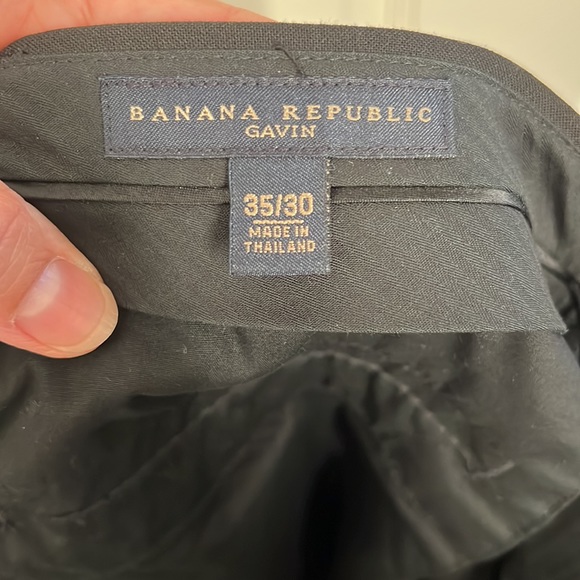 BANANA REPUBLIC
GAVIN
35/30
MADE IN
THAILAND